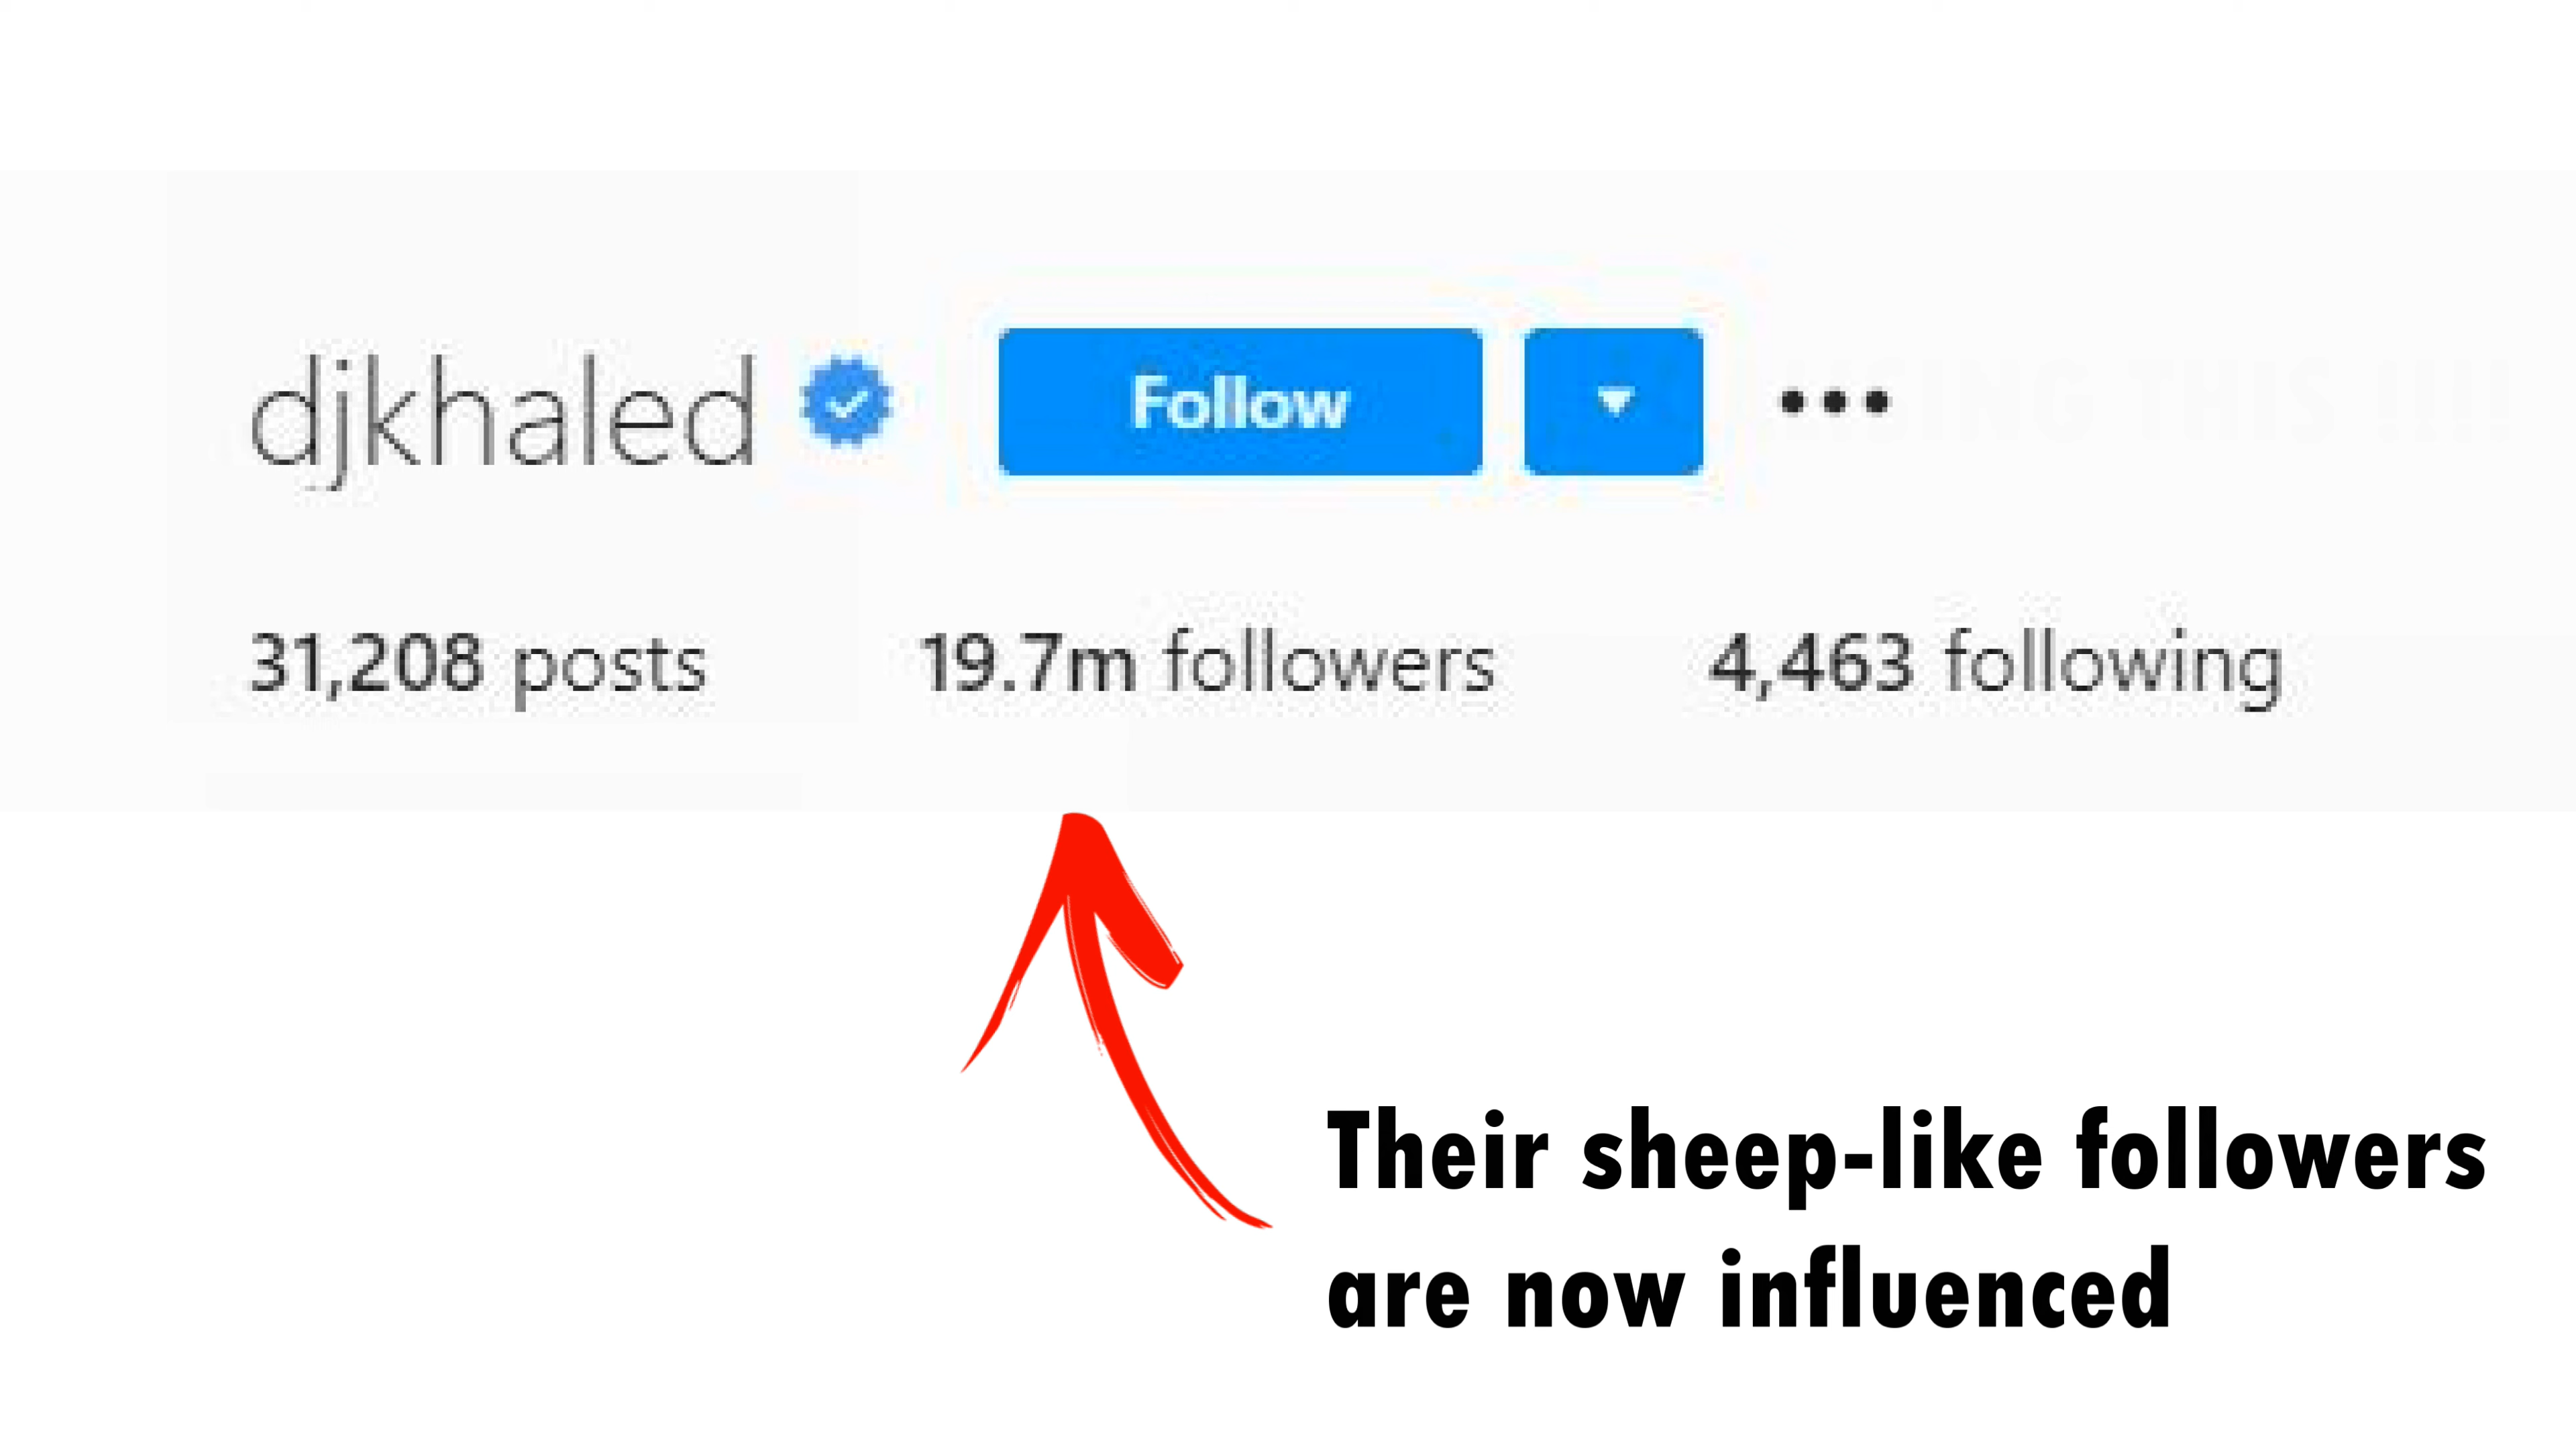 djkhaled Follow
31,208 posts 19.7m followers 4,463 following
Their sheep-like followers
are now influenced